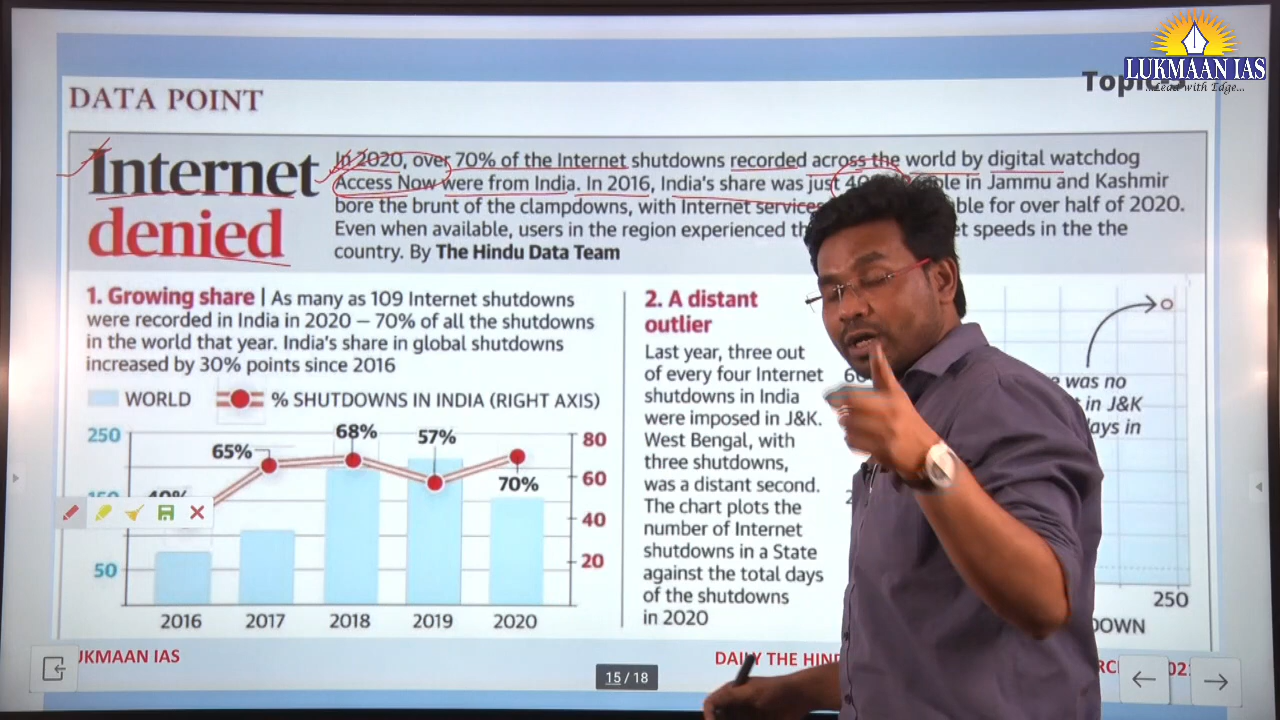 LUKMAAN IAS
...Lead with Edge...
DATA POINT
Internet
denied
In 2020, over 70% of the Internet shutdowns recorded across the world by digital watchdog
Access Now were from India. In 2016, India's share was just in Jammu and Kashmir
bore the brunt of the clampdowns, with Internet services for over half of 2020.
Even when available, users in the region experienced speeds in the the
country. By The Hindu Data Team
1. Growing share | As many as 109 Internet shutdowns
were recorded in India in 2020 – 70% of all the shutdowns
in the world that year. India's share in global shutdowns
increased by 30% points since 2016
WORLD % SHUTDOWNS IN INDIA (RIGHT AXIS)
250 80
68% 57%
65%
60
70%
40
20
50
2016 2017 2018 2019 2020
2. A distant
outlier
Last year, three out
of every four Internet
shutdowns in India
were imposed in J&K.
West Bengal, with
three shutdowns,
was a distant second.
The chart plots the
number of Internet
shutdowns in a State
against the total days
of the shutdowns
in 2020
was no
in J&K
in
250
IAS
15 / 18
DAILY THE